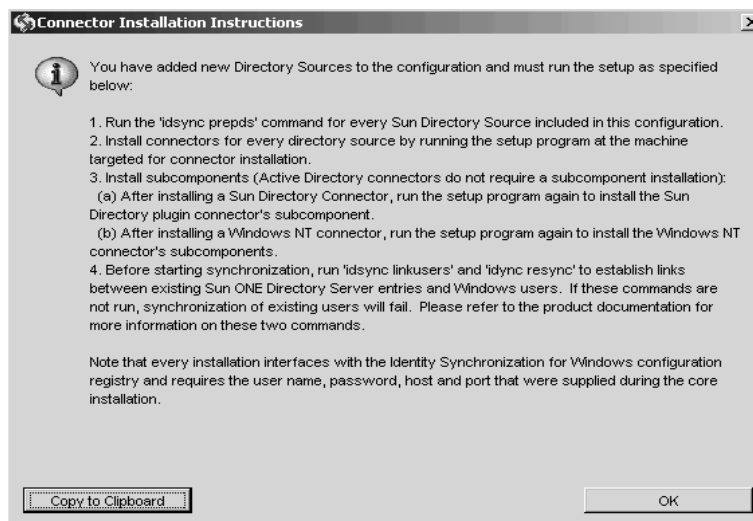 Connector Installation Instructions
You have added new Directory Sources to the configuration and must run the setup as specified
below:
1. Run the 'idsync prepds' command for every Sun Directory Source included in this configuration.
2. Install connectors for every directory source by running the setup program at the machine
targeted for connector installation.
3. Install subcomponents (Active Directory connectors do not require a subcomponent installation):
(a) After installing a Sun Directory Connector, run the setup program again to install the Sun
Directory plugin connector's subcomponent.
(b) After installing a Windows NT connector, run the setup program again to install the Windows NT
connector's subcomponents.
4. Before starting synchronization, run 'idsync linkusers' and 'idync resync' to establish links
between existing Sun ONE Directory Server entries and Windows users. If these commands are
not run, synchronization of existing users will fail. Please refer to the product documentation for
more information on these two commands.
Note that every installation interfaces with the Identity Synchronization for Windows configuration
registry and requires the user name, password, host and port that were supplied during the core
installation.
Copy to Clipboard
OK